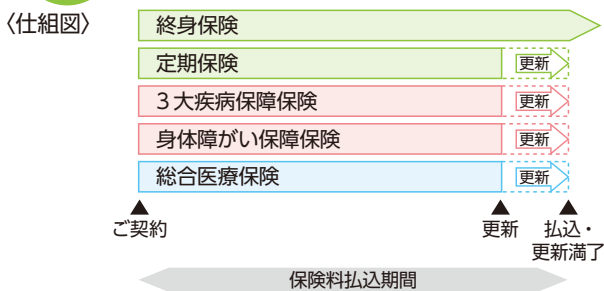 〈仕組図〉
終身保険
定期保険
更新
3大疾病保障保険
更新
身体障がい保障保険
更新
総合医療保険
更新
▲
▲
▲
ご契約
更新
払込・
更新満了
保険料払込期間